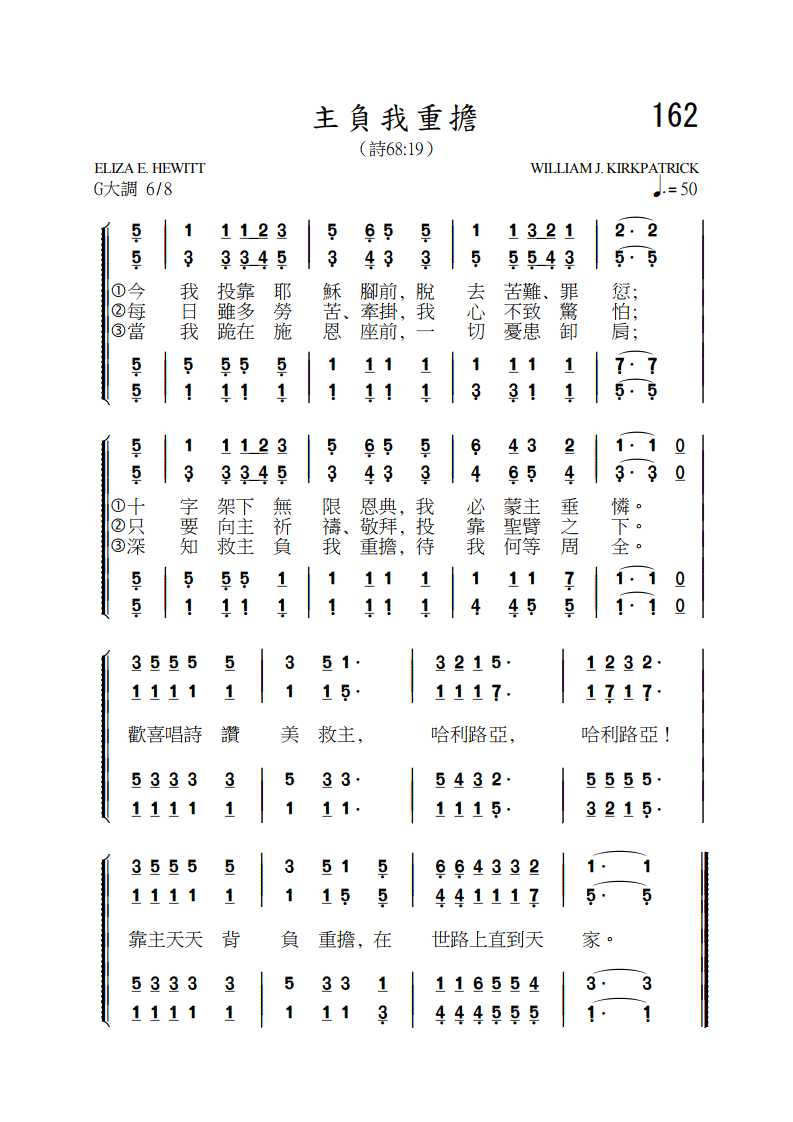 主負我重擔 162
（詩68:19）
ELIZA E. HEWITT WILLIAM J. KIRKPATRICK
G大調 6/8 ♩. = 50
5 | 1 1 1 2 3 | 5 6 5 5 | 1 1 3 2 1 | 2· 2 |
5 | 3 3 3 4 5 | 3 4 3 3 | 5 5 5 4 5 | 5· 5 |
①今 我 投靠 耶 穌 腳前，脫 去 苦難、罪 愆；
②每 日 雖多 勞 苦、牽掛，我 心 不致 驚 怕；
③當 我 跪在 施 恩 座前，一 切 憂患 卸 肩；
5 | 5 5 5 5 | 1 1 1 1 | 1 1 1 1 | 7· 7 |
5 | 1 1 1 1 | 1 1 1 1 | 3 3 1 1 | 5· 5 |
5 | 1 1 1 2 3 | 5 6 5 5 | 6 4 3 2 | 1· 1 0
5 | 3 3 3 4 5 | 3 4 3 3 | 4 6 5 4 | 3· 3 0
①十 字 架下 無 限 恩典，我 必 蒙主 垂 憐。
②只 要 向主 祈 禱、敬拜，投 靠 聖臂 之 下。
③深 知 救主 負 我 重擔，待 我 何等 周 全。
5 | 5 5 5 1 | 1 1 1 1 | 1 1 1 7 | 1· 1 0
5 | 1 1 1 1 | 1 1 1 1 | 4 4 5 5 | 1· 1 0
3 5 5 5 5 | 3 5 1· | 3 2 1 5· | 1 2 3 2· |
1 1 1 1 1 | 1 1 5· | 1 1 1 7· | 1 7 1 7· |
歡喜唱詩 讚 美 救主， 哈利路亞， 哈利路亞！
5 3 3 3 3 | 5 3 3· | 5 4 3 2· | 5 5 5 5· |
1 1 1 1 1 | 1 1 1· | 1 1 1 5· | 3 2 1 5· |
3 5 5 5 5 | 3 5 1 5 | 6 6 4 3 3 2 | 1· 1
1 1 1 1 1 | 1 1 5 5 | 4 4 1 1 1 7 | 5· 5
靠主天天 背 負 重擔，在 世路上直到天 家。
5 3 3 3 3 | 5 3 3 1 | 1 1 6 5 5 4 | 3· 3
1 1 1 1 1 | 1 1 1 3 | 4 4 4 5 5 5 | 1· 1